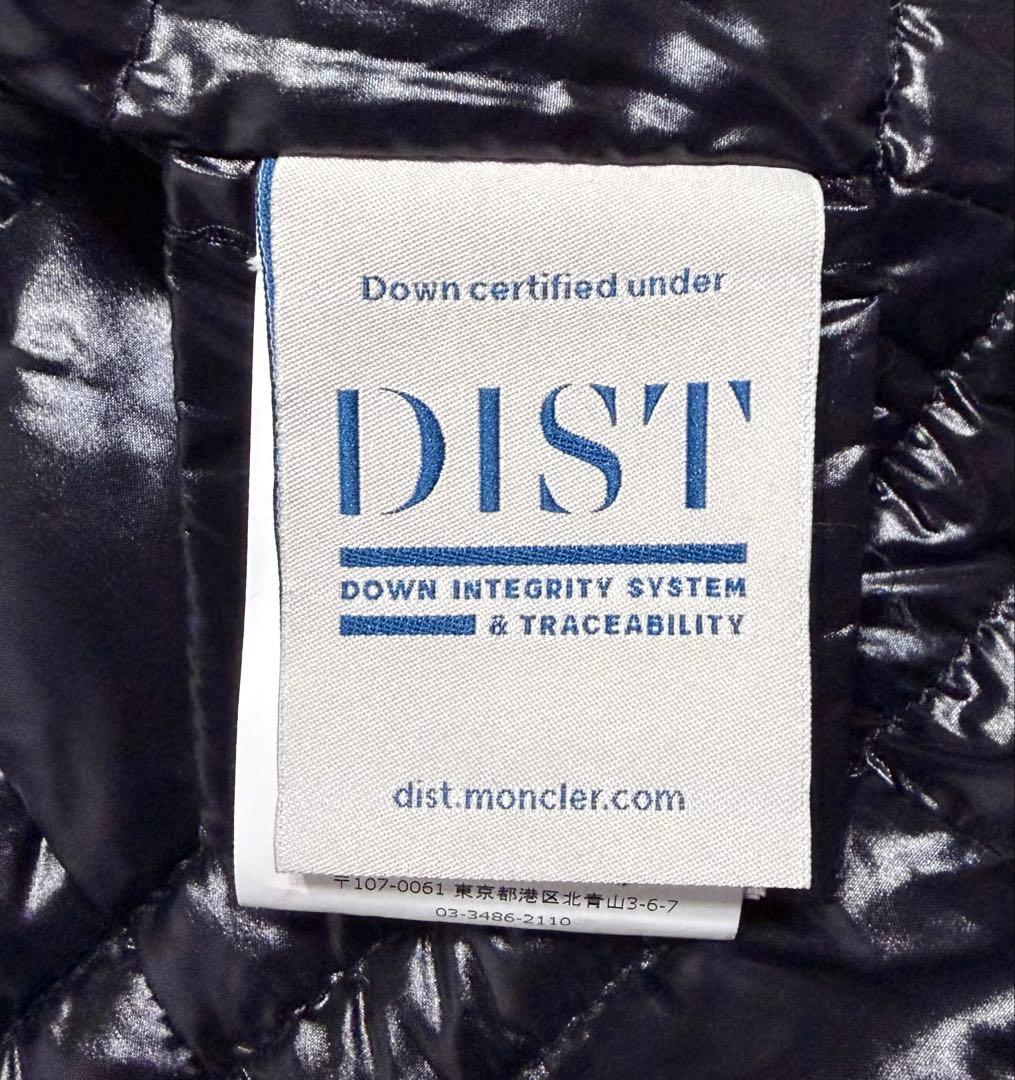 Down certified under
DIST
DOWN INTEGRITY SYSTEM
& TRACEABILITY
dist.moncler.com
〒107-0061 東京都港区北青山3-6-7
03-3486-2110